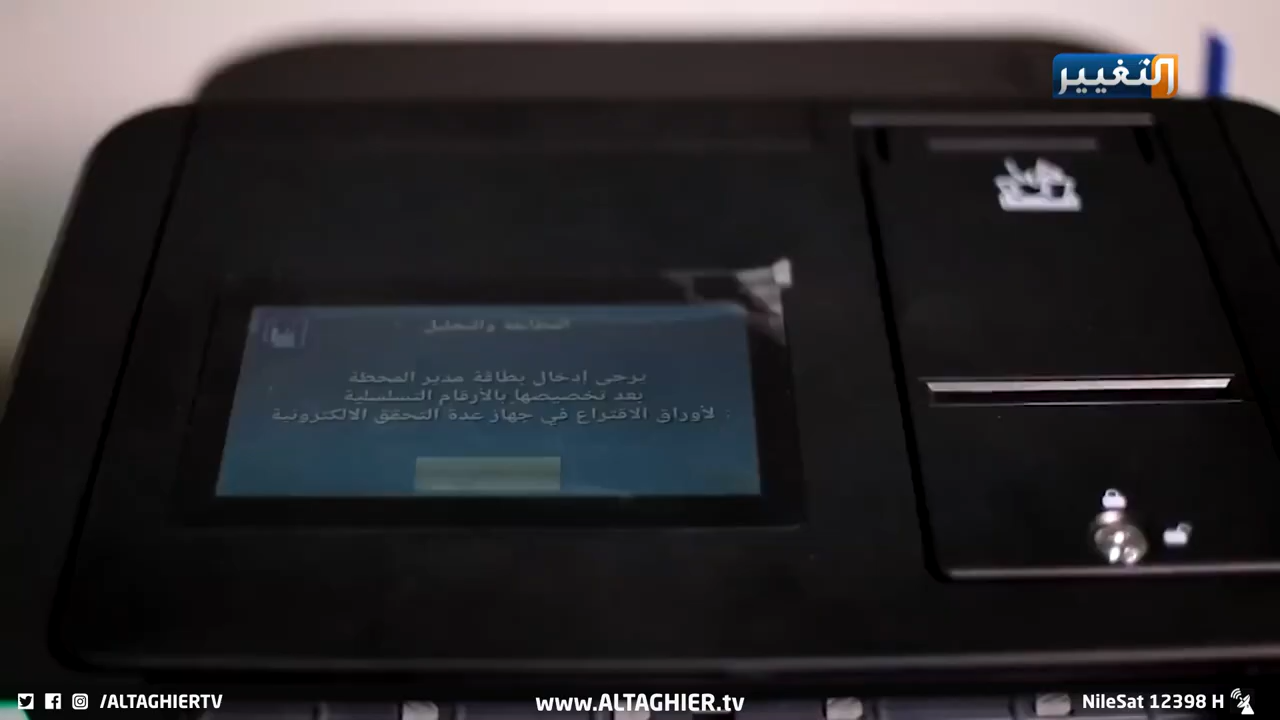 التغيير
يرجى إدخال بطاقة مدير المحطة
بعد تخصيصها بالأرقام التسلسلية
لأوراق الاقتراع في جهاز عدة التحقق الالكترونية :
/ALTAGHIERTV
www.ALTAGHIER.tv
NileSat 12398 H